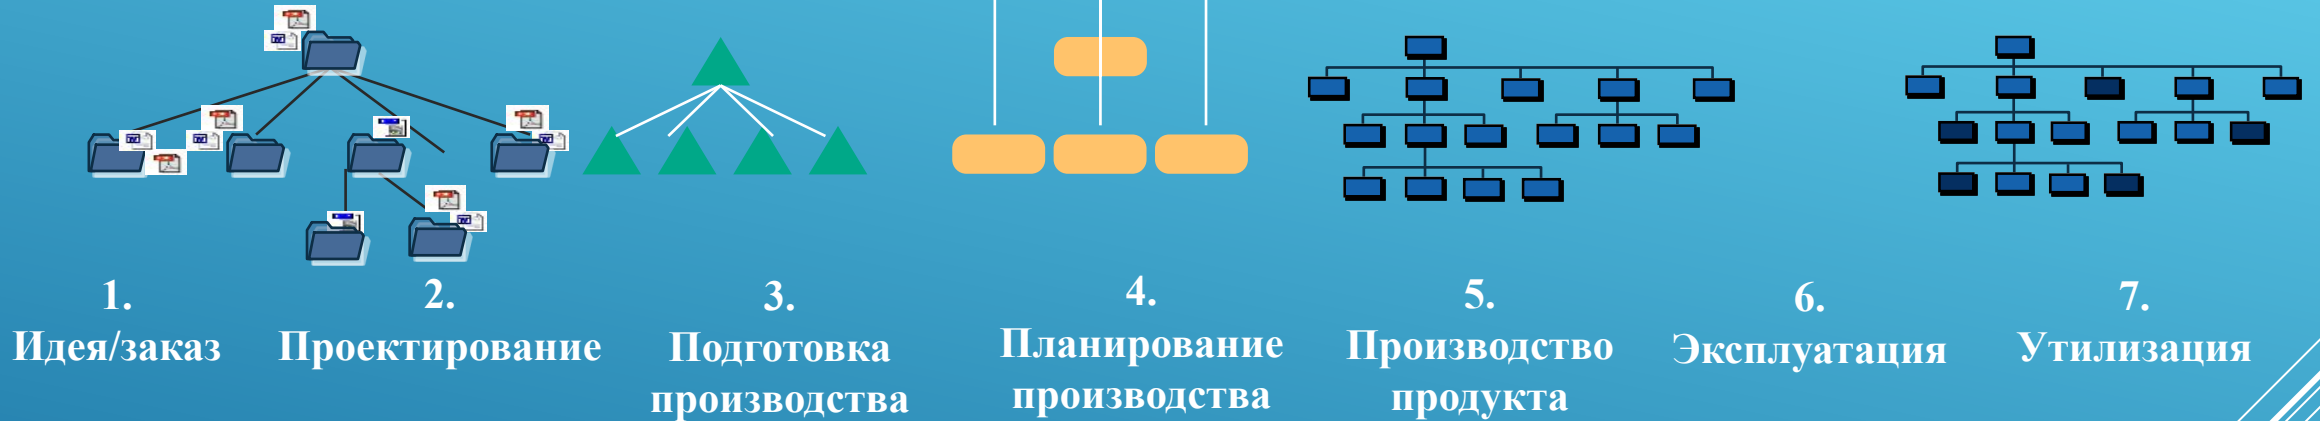 1.
Идея/заказ
2.
Проектирование
3.
Подготовка
производства
4.
Планирование
производства
5.
Производство
продукта
6.
Эксплуатация
7.
Утилизация